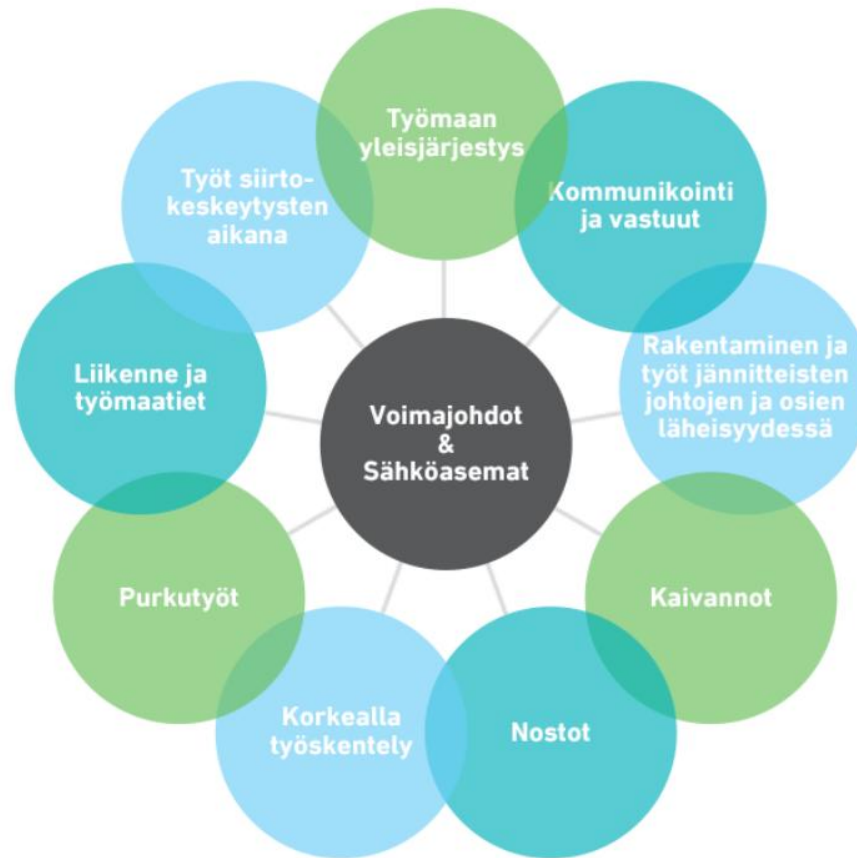 Työmaan
yleisjärjestys
Kommunikointi
ja vastuut
Rakentaminen ja
työt jännitteisten
johtojen ja osien
läheisyydessä
Kaivannot
Nostot
Korkealla
työskentely
Purkutyöt
Liikenne ja
työmaatiet
Työt siirto-
keskeytysten
aikana
Voimajohdot
&
Sähköasemat